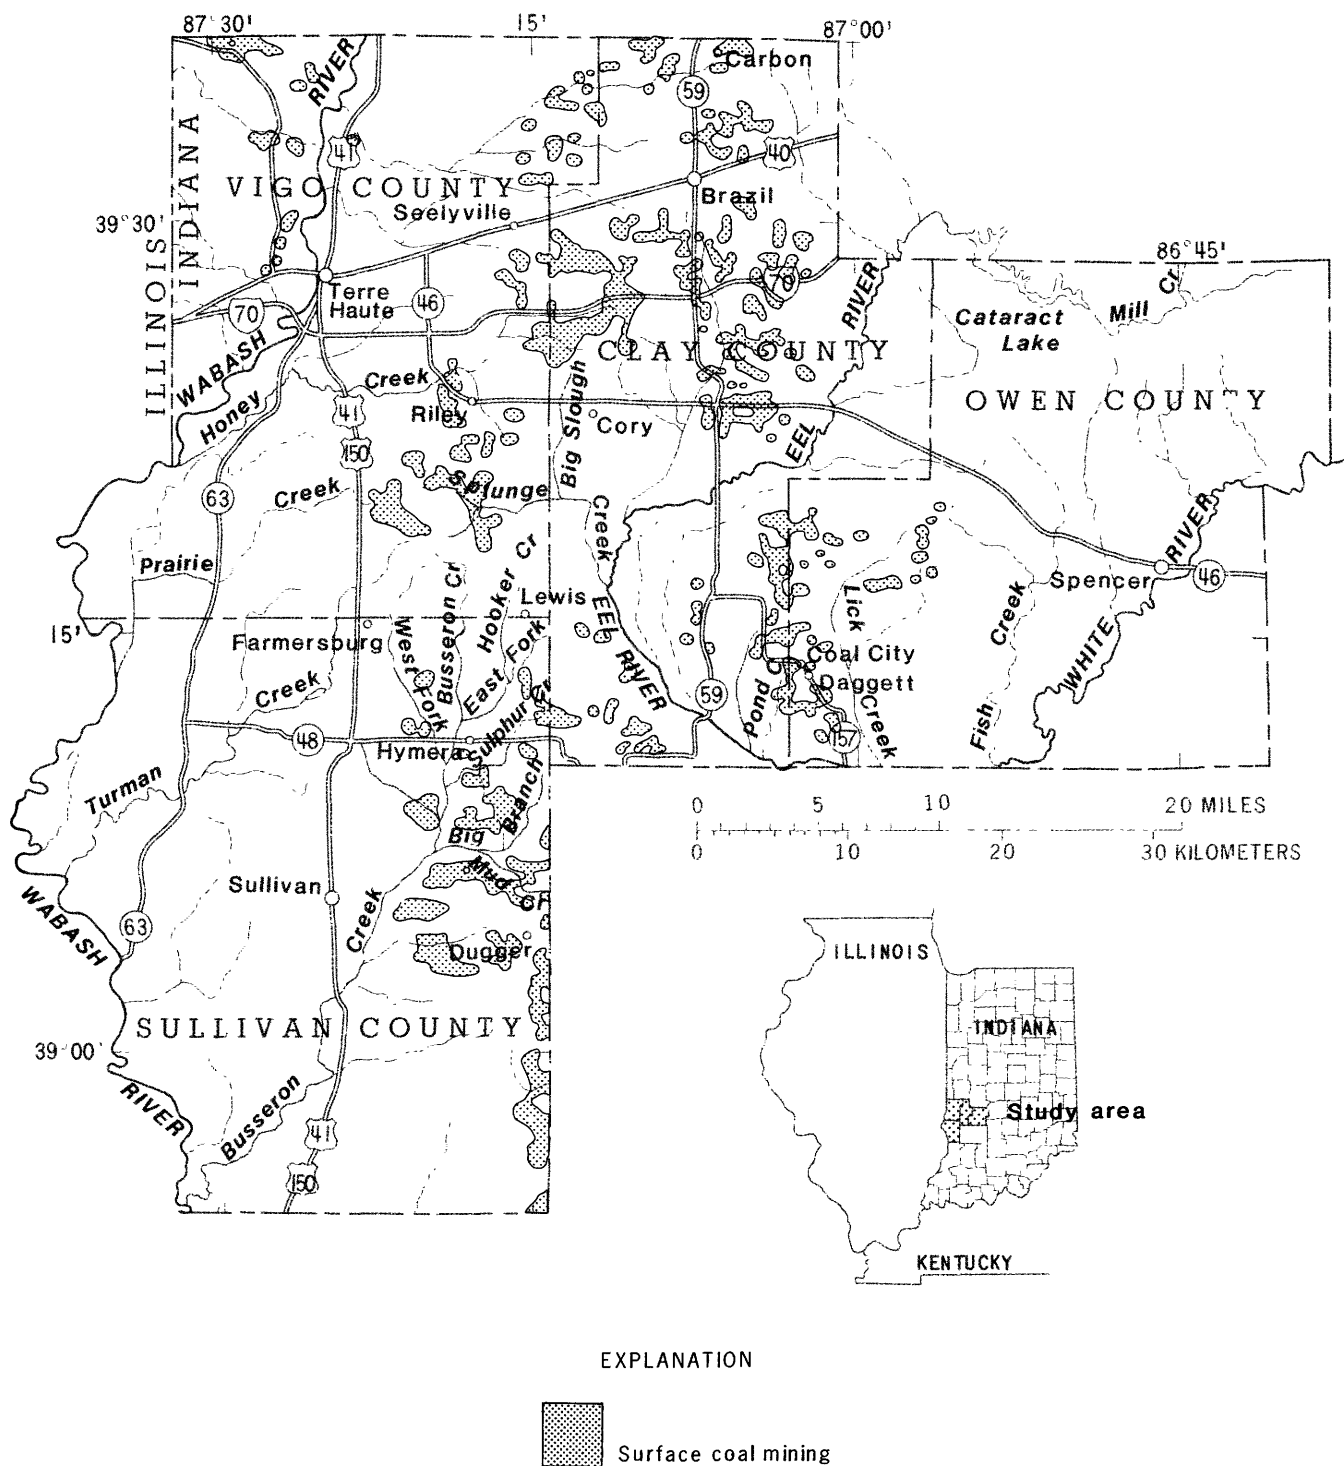 87°30'
15'
87°00'
RIVER
Carbon
59
41
40
INDIANA
ILLINOIS
VIGO COUNTY
Seelyville
Brazil
39°30'
86°45'
Terre
Haute
46
70
70
RIVER
Cataract
Lake
Mill Cr
WABASH
CLAY COUNTY
OWEN COUNTY
Honey
Creek
Riley
41
150
Big Slough
Cory
EEL
63
Creek
Splunge
Creek
Prairie
Hooker Cr
Busseron Cr
Lewis
EEL RIVER
Lick
Creek
Creek
Fish
Spencer
RIVER
46
WHITE
15'
Farmersburg
West Fork
East Fork
Coal City
Daggett
Creek
Sulphur Cr
59
Pond Cr
157
48
Hymera
Turman
Big
Branch
0 5 10 20 MILES
0 10 20 30 KILOMETERS
Mud Cr
Sullivan
Creek
WABASH
63
Dugger
SULLIVAN COUNTY
39°00'
RIVER
Busseron
41
150
ILLINOIS
INDIANA
Study area
KENTUCKY
EXPLANATION
Surface coal mining